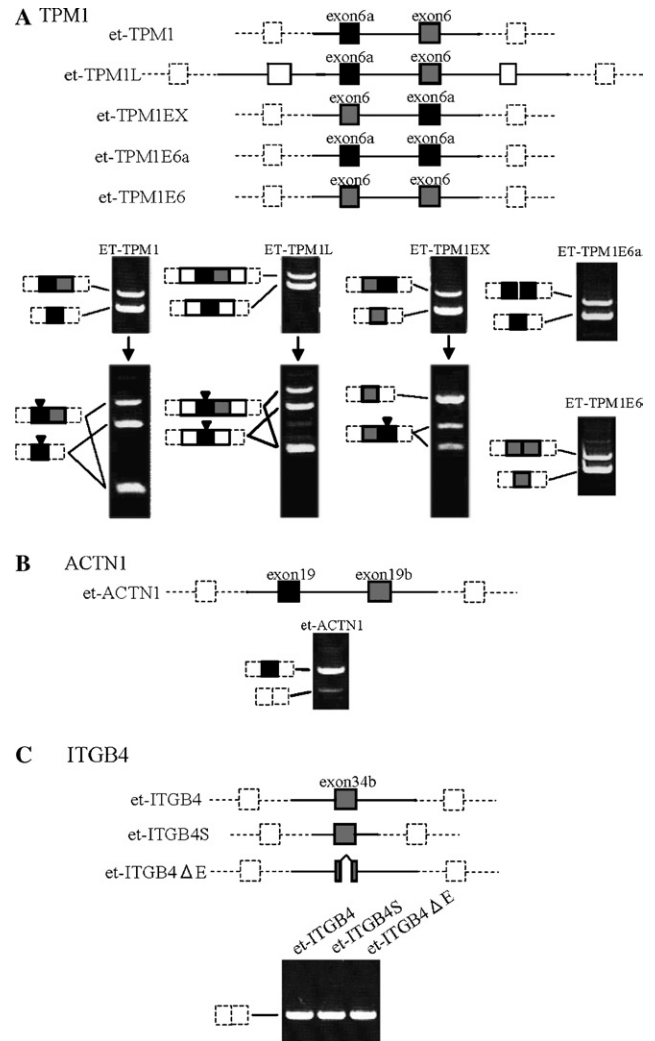 A TPM1
exon6a exon6
et-TPM1
exon6a exon6
et-TPM1L
exon6 exon6a
et-TPM1EX
exon6a exon6a
et-TPM1E6a
exon6 exon6
et-TPM1E6
ET-TPM1 ET-TPM1L ET-TPM1EX ET-TPM1E6a
ET-TPM1E6
B ACTN1
exon19 exon19b
et-ACTN1
et-ACTN1
C ITGB4
exon34b
et-ITGB4
et-ITGB4S
et-ITGB4ΔE
et-ITGB4 et-ITGB4S et-ITGB4ΔE